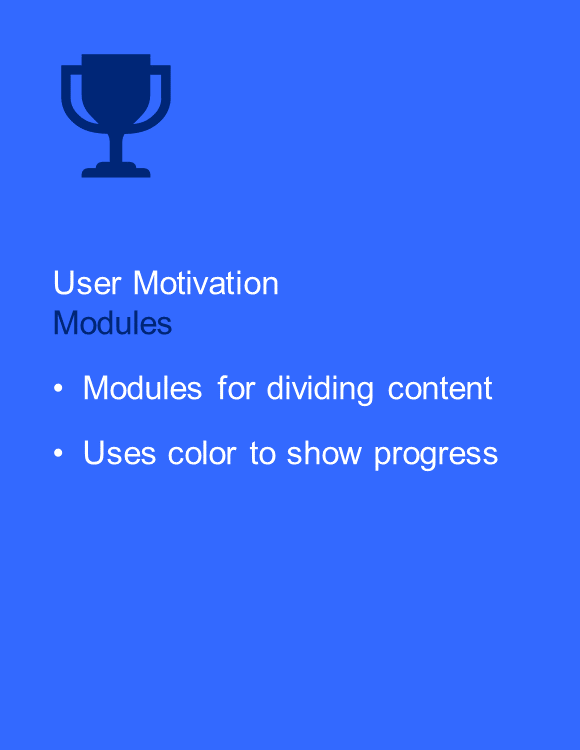 User Motivation
Modules
• Modules for dividing content
• Uses color to show progress